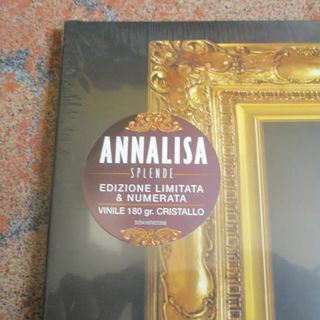 ANNALISA
SPLENDE
EDIZIONE LIMITATA
& NUMERATA
VINILE 180 gr. CRISTALLO